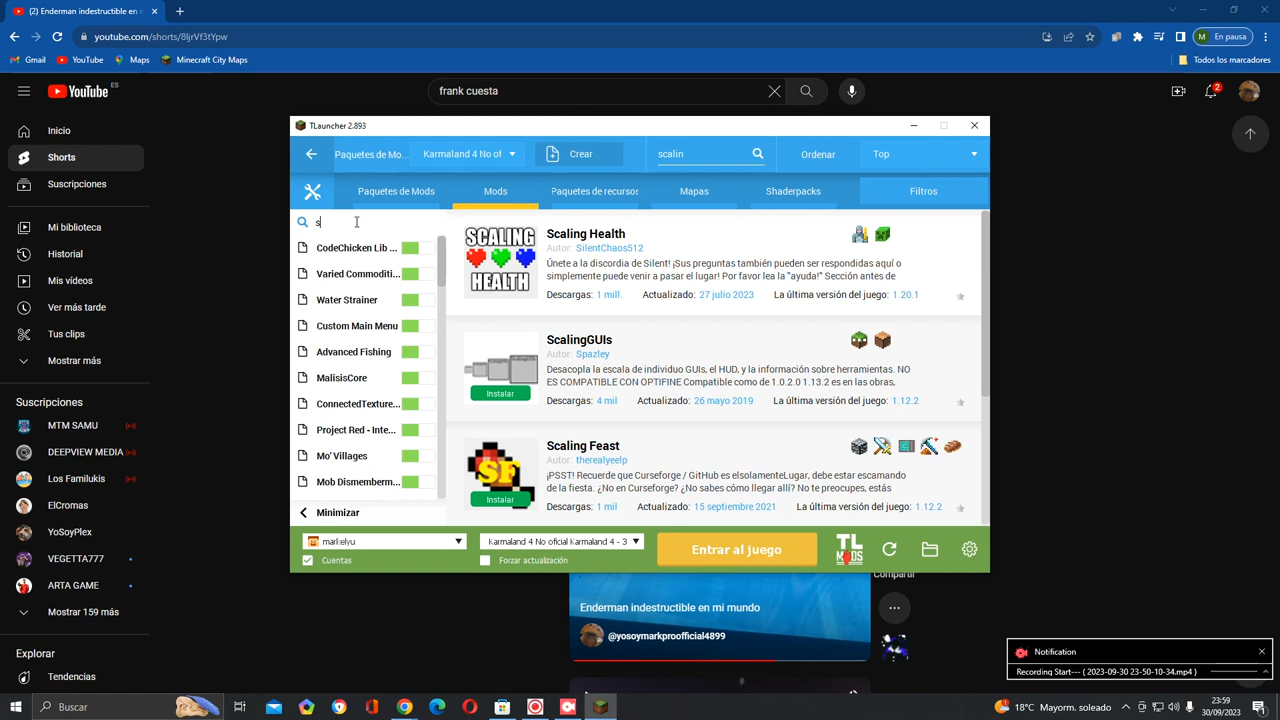 (2) Enderman indestructible en m
youtube.com/shorts/8ljrVf3tYpw
M
En pausa
Gmail
YouTube
Maps
Minecraft City Maps
Todos los marcadores
YouTube ES
frank cuesta
2
Inicio
Shorts
Suscripciones
Mi biblioteca
Historial
Mis vídeos
Ver más tarde
Tus clips
Mostrar más
Suscripciones
MTM SAMU
DEEPVIEW MEDIA
Los Familukis
ElCromas
YoSoyPlex
VEGETTA777
ARTA GAME
Mostrar 159 más
Explorar
Tendencias
TLauncher 2.893
Paquetes de Mo...
Karmaland 4 No of
Crear
scalin
Ordenar
Top
Paquetes de Mods
Mods
Paquetes de recursos
Mapas
Shaderpacks
Filtros
s
CodeChicken Lib ...
Varied Commoditi...
Water Strainer
Custom Main Menu
Advanced Fishing
MalisisCore
ConnectedTexture...
Project Red - Inte...
Mo' Villages
Mob Dismemberm...
Minimizar
SCALING
HEALTH
Scaling Health
Autor: SilentChaos512
Únete a la discordia de Silent! ¡Sus preguntas también pueden ser respondidas aquí o
simplemente puede venir a pasar el lugar! Por favor lea la "ayuda!" Sección antes de
Descargas: 1 mill.
Actualizado: 27 julio 2023
La última versión del juego: 1.20.1
Instalar
ScalingGUIs
Autor: Spazley
Desacopla la escala de individuo GUIs, el HUD, y la información sobre herramientas. NO
ES COMPATIBLE CON OPTIFINE Compatible como de 1.0.2.0 1.13.2 es en las obras,
Descargas: 4 mil
Actualizado: 26 mayo 2019
La última versión del juego: 1.12.2
SF
Instalar
Scaling Feast
Autor: therealyeelp
¡PSST! Recuerde que Curseforge / GitHub es elsolamenteLugar, debe estar escamando
de la fiesta. ¿No en Curseforge? ¿No sabes cómo llegar allí? No te preocupes, estás
Descargas: 1 mil
Actualizado: 15 septiembre 2021
La última versión del juego: 1.12.2
markelyu
Cuentas
Karmaland 4 No oficial Karmaland 4 - 3
Forzar actualización
Entrar al juego
TL
MODS
Compartir
Enderman indestructible en mi mundo
@yosoymarkproofficial4899
Notification
Recording Start--- ( 2023-09-30 23-50-10-34.mp4 )
Buscar
18°C Mayorm. soleado
23:59
30/09/2023
1